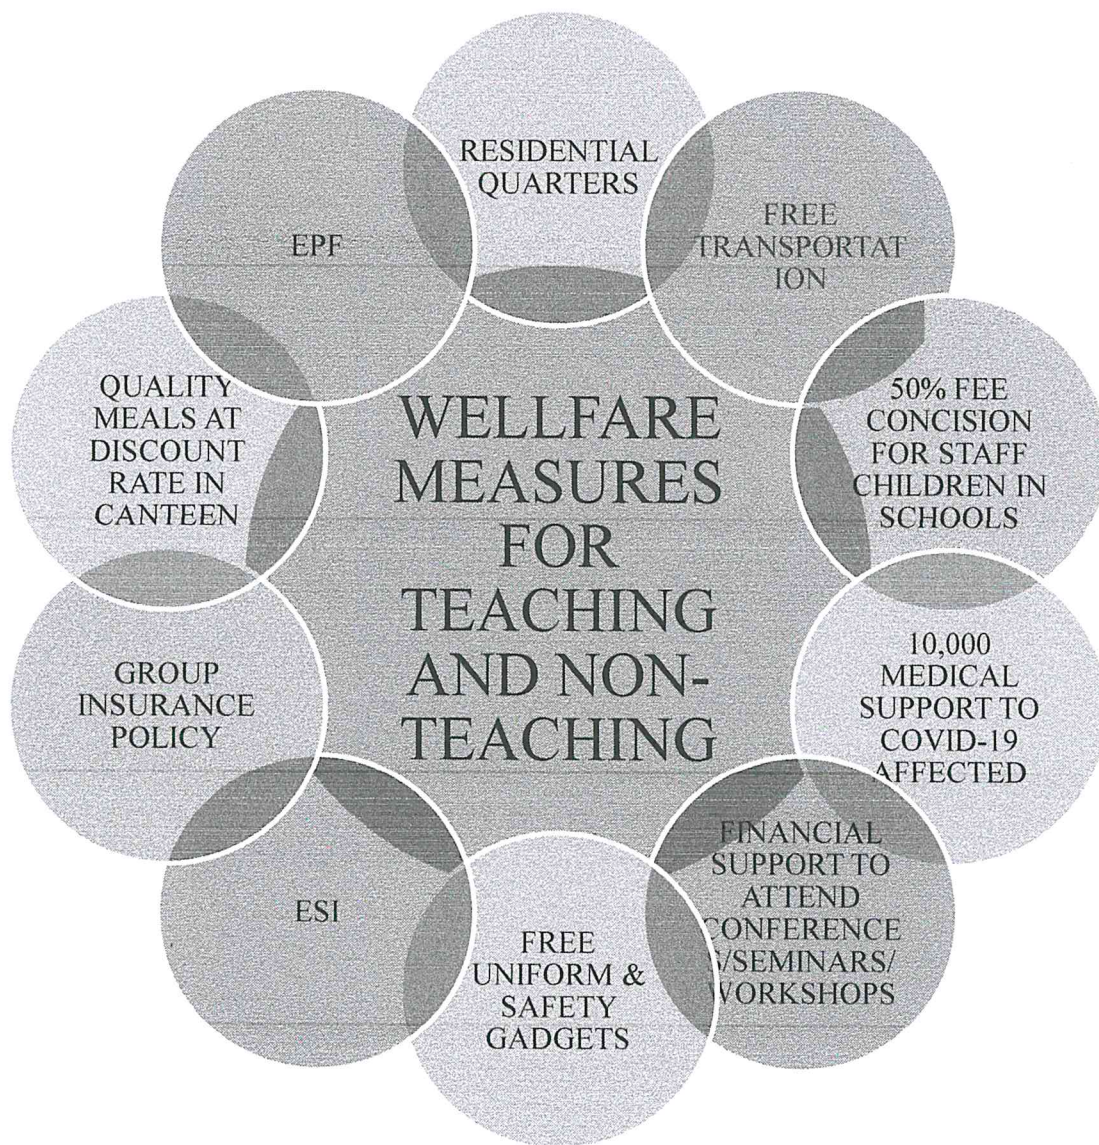 RESIDENTIAL
QUARTERS
FREE
TRANSPORTAT
ION
50% FEE
CONCISION
FOR STAFF
CHILDREN IN
SCHOOLS
10,000
MEDICAL
SUPPORT TO
COVID-19
AFFECTED
FINANCIAL
SUPPORT TO
ATTEND
CONFERENCE
S/SEMINARS/
WORKSHOPS
FREE
UNIFORM &
SAFETY
GADGETS
ESI
GROUP
INSURANCE
POLICY
QUALITY
MEALS AT
DISCOUNT
RATE IN
CANTEEN
EPF
WELLFARE
MEASURES
FOR
TEACHING
AND NON-
TEACHING